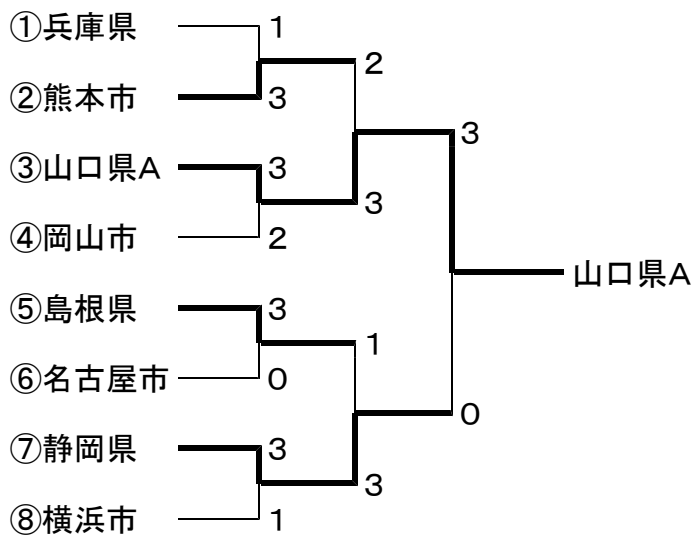 ①兵庫県 1
2
②熊本市 3
3
③山口県A 3
3
④岡山市 2
山口県A
⑤島根県 3
1
⑥名古屋市 0
0
⑦静岡県 3
3
⑧横浜市 1